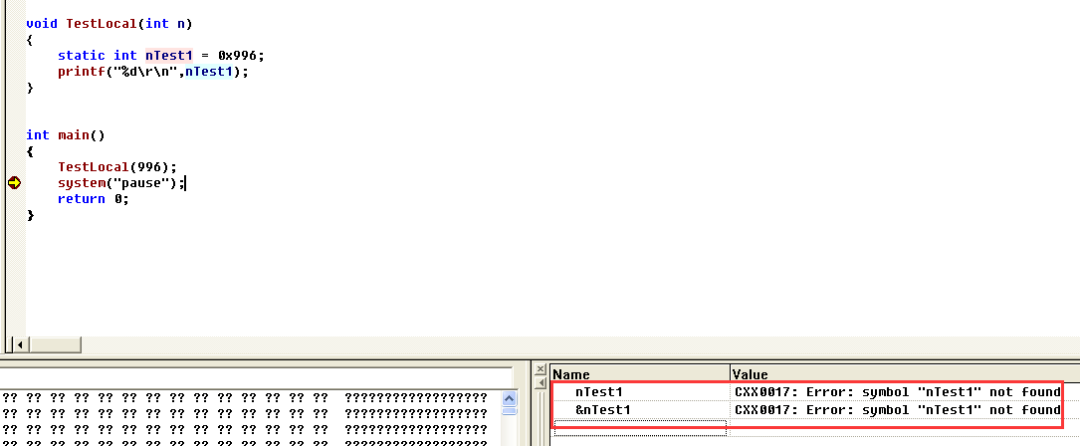 void TestLocal(int n)
{
static int nTest1 = 0x996;
printf("%d\r\n",nTest1);
}
int main()
{
TestLocal(996);
system("pause");
return 0;
}
Name Value
nTest1 CXX0017: Error: symbol "nTest1" not found
&nTest1 CXX0017: Error: symbol "nTest1" not found
?? ?? ?? ?? ?? ?? ?? ?? ?? ?? ?? ?? ?? ?? ??????????????????
?? ?? ?? ?? ?? ?? ?? ?? ?? ?? ?? ?? ?? ?? ??????????????????
?? ?? ?? ?? ?? ?? ?? ?? ?? ?? ?? ?? ?? ?? ??????????????????
?? ?? ?? ?? ?? ?? ?? ?? ?? ?? ?? ?? ?? ?? ??????????????????